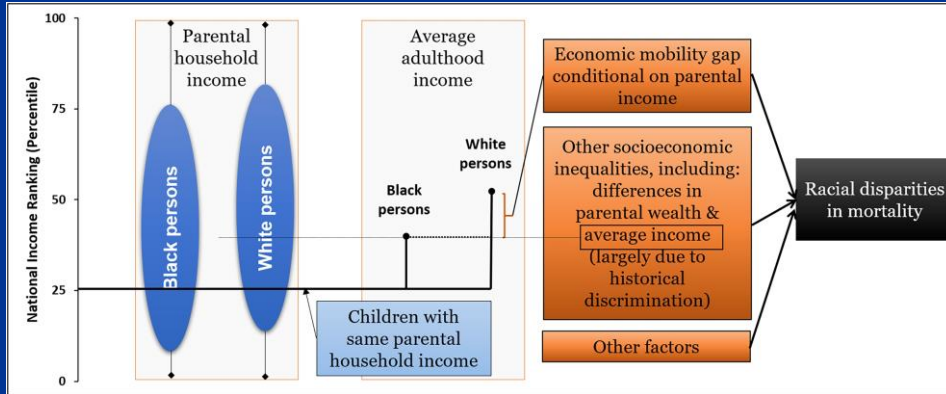 National Income Ranking (Percentile)
100
75
50
25
0
Parental
household
income
Black persons
White persons
Average
adulthood
income
Black
persons
White
persons
Children with
same parental
household income
Economic mobility gap
conditional on parental
income
Other socioeconomic
inequalities, including:
differences in
parental wealth &
average income
(largely due to
historical
discrimination)
Other factors
Racial disparities
in mortality